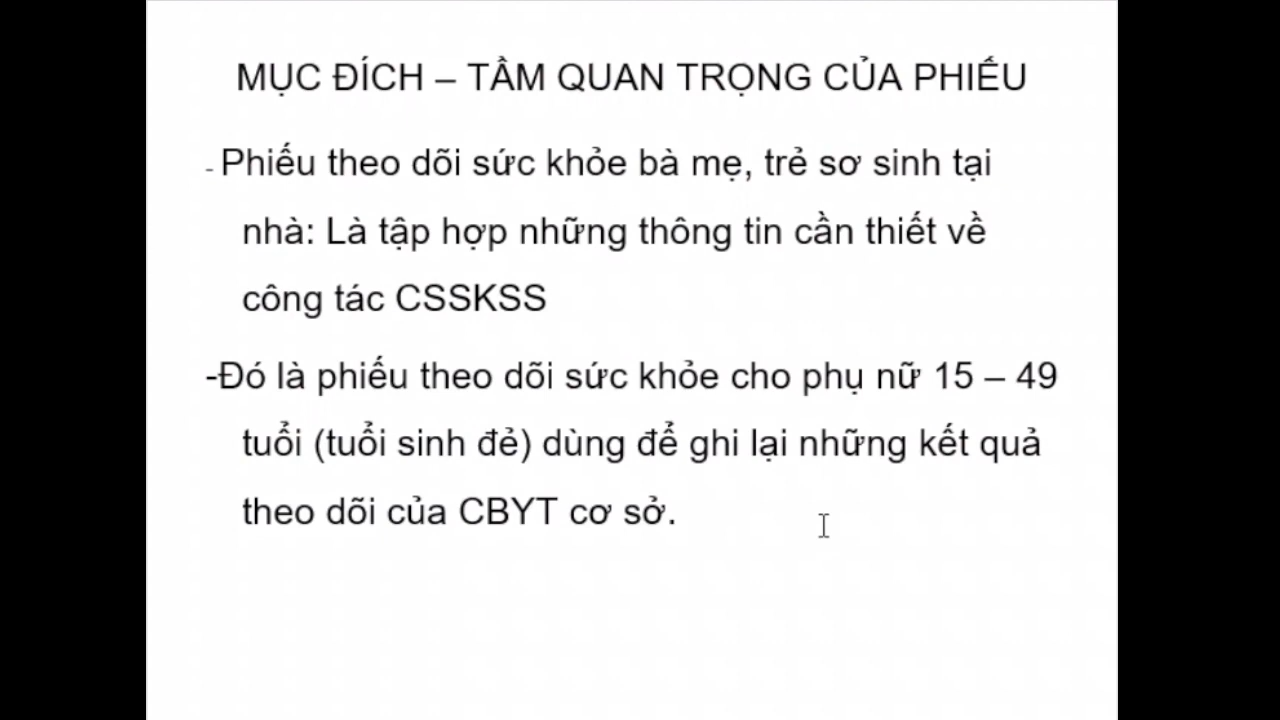 MỤC ĐÍCH – TẦM QUAN TRỌNG CỦA PHIẾU
- Phiếu theo dõi sức khỏe bà mẹ, trẻ sơ sinh tại
nhà: Là tập hợp những thông tin cần thiết về
công tác CSSKSS
-Đó là phiếu theo dõi sức khỏe cho phụ nữ 15 – 49
tuổi (tuổi sinh đẻ) dùng để ghi lại những kết quả
theo dõi của CBYT cơ sở.